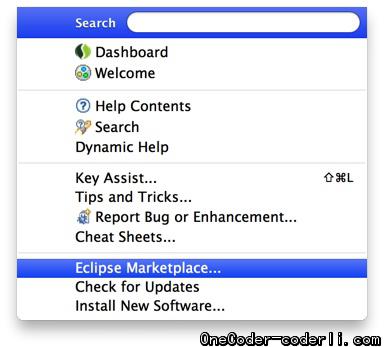 Search
Dashboard
Welcome
Help Contents
Search
Dynamic Help
Key Assist... ⇧⌘L
Tips and Tricks...
Report Bug or Enhancement...
Cheat Sheets...
Eclipse Marketplace...
Check for Updates
Install New Software...
OneCoder-coderli.com